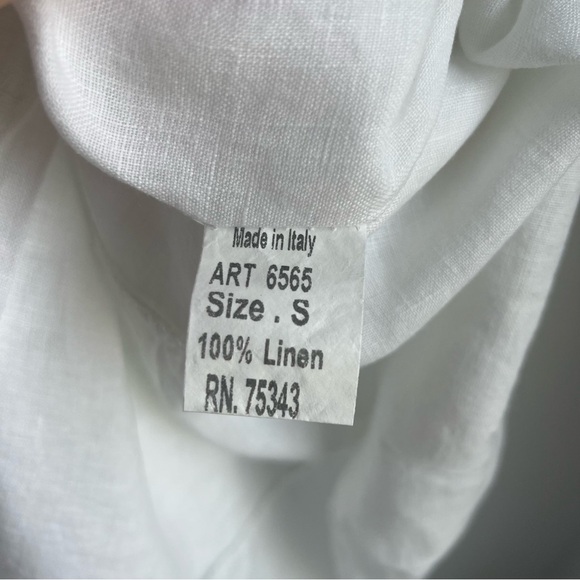 Made in Italy
ART 6565
Size . S
100% Linen
RN. 75343